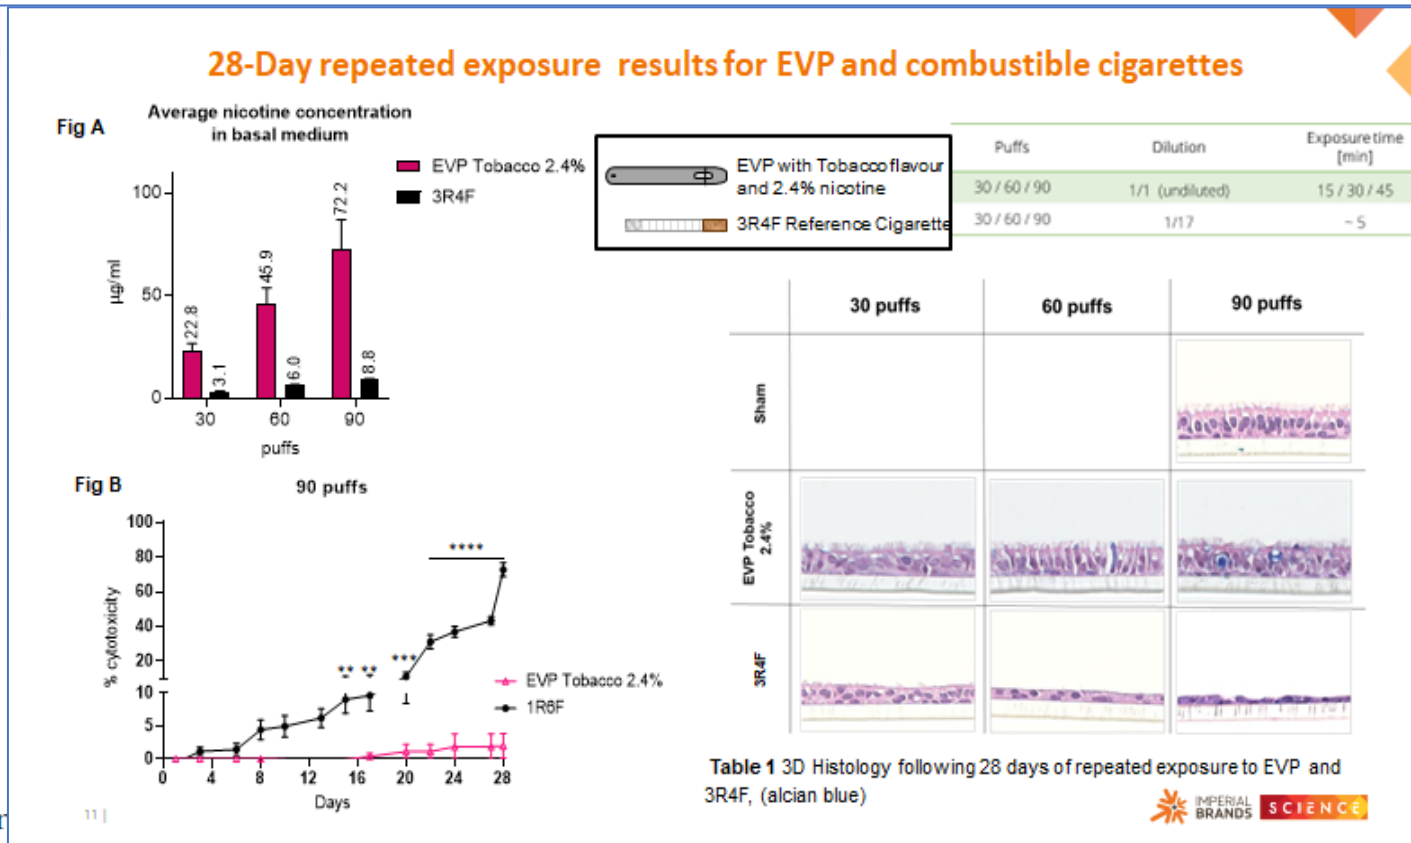 28-Day repeated exposure results for EVP and combustible cigarettes
Fig A
Average nicotine concentration
in basal medium
EVP Tobacco 2.4%
3R4F
µg/ml
100
50
0
22.8
3.1
45.9
6.0
72.2
8.8
30
60
90
puffs
EVP with Tobacco flavour
and 2.4% nicotine
3R4F Reference Cigarette
Puffs Dilution Exposure time
[min]
30 / 60 / 90 1/1 (undiluted) 15 / 30 / 45
30 / 60 / 90 1/17 ~ 5
Fig B
90 puffs
% cytotoxicity
100
80
60
40
20
10
5
0
** ** *** ****
EVP Tobacco 2.4%
1R6F
0 4 8 12 16 20 24 28
Days
30 puffs 60 puffs 90 puffs
Sham
EVP Tobacco
2.4%
3R4F
Table 1 3D Histology following 28 days of repeated exposure to EVP and
3R4F, (alcian blue)
11 |
IMPERIAL
BRANDS
SCIENCE